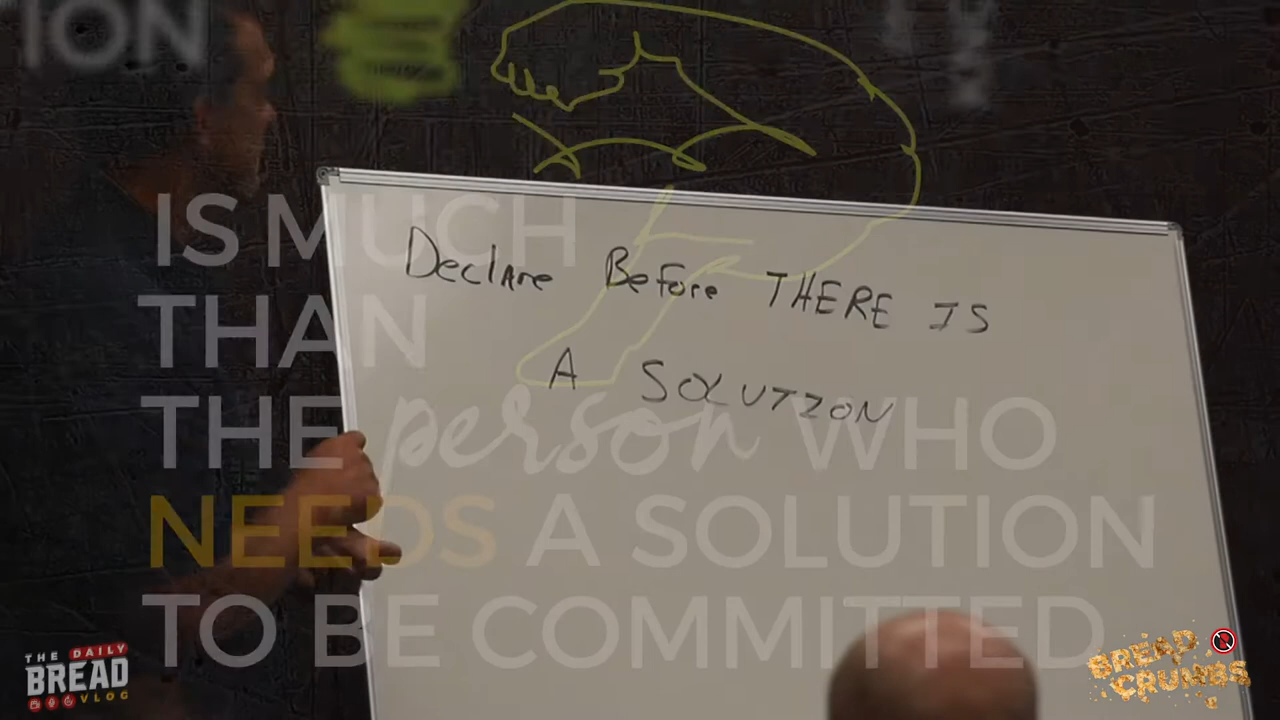 ION
IS MUCH
THAN
THE person WHO
NEEDS A SOLUTION
TO BE COMMITTED
Declare Before THERE IS
A SOLUTION
THE DAILY
BREAD
VLOG
BREAD
CRUMBS